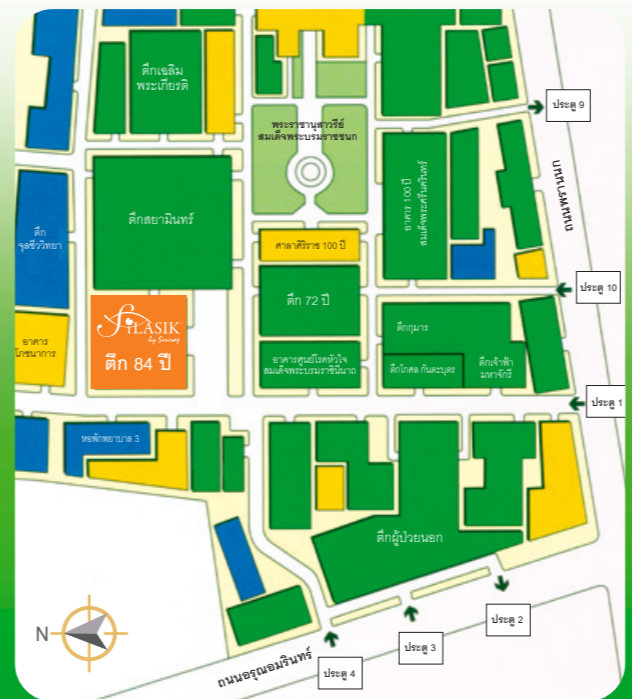 ตึกเฉลิม
พระเกียรติ
พระราชานุสาวรีย์
สมเด็จพระบรมราชชนก
ประตู 9
ถนนพรานนก
อาคาร 100 ปี
สมเด็จพระศรีนครินทร์
ตึกสยามินทร์
ตึก
จุลชีววิทยา
ศาลาศิริราช 100 ปี
ตึก 72 ปี
ประตู 10
SiLASIK
by Siriraj
ตึก 84 ปี
อาคาร
โภชนาการ
ตึกกุมาร
อาคารศูนย์โรคหัวใจ
สมเด็จพระบรมราชินีนาถ
ตึกโกศล กันตะบุตร
ตึกเจ้าฟ้า
มหาจักรี
ประตู 1
หอพักพยาบาล 3
ตึกผู้ป่วยนอก
N
ประตู 2
ประตู 3
ประตู 4
ถนนอรุณอมรินทร์